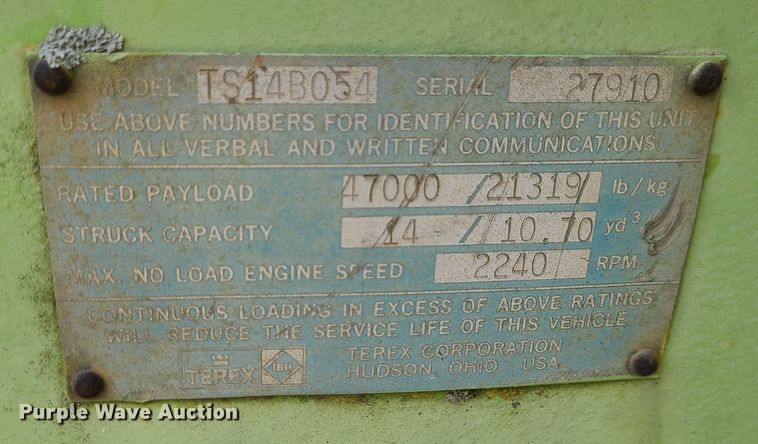 MODEL TS14B054 SERIAL 27910
USE ABOVE NUMBERS FOR IDENTIFICATION OF THIS UNIT
IN ALL VERBAL AND WRITTEN COMMUNICATIONS!
RATED PAYLOAD 47000 / 21319 lb/kg
STRUCK CAPACITY 14 / 10.70 yd³
MAX. NO LOAD ENGINE SPEED 2240 RPM
CONTINUOUS LOADING IN EXCESS OF ABOVE RATINGS
WILL REDUCE THE SERVICE LIFE OF THIS VEHICLE
TEREX TEREX CORPORATION
HUDSON, OHIO USA
Purple Wave Auction